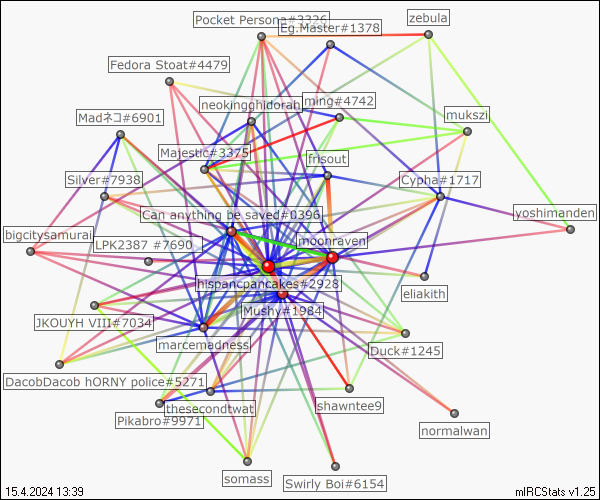 zebula
Pocket Persona#3226
Eg.Master#1378
Fedora Stoat#4479
neokingghidorah
ming#4742
mukszi
Madネコ#6901
Majestic#3375
frisout
Silver#7938
Cypha#1717
Can anything be saved#0396
yoshimanden
bigcitysamurai
LPK2387 #7690
moonraven
hispancpancakes#2928
eliakith
Mushy#1984
JKOUYH VIII#7034
marcemadness
Duck#1245
DacobDacob hORNY police#5271
thesecondtwat
shawntee9
Pikabro#9971
normalwan
somass
Swirly Boi#6154
15.4.2024 13:39
mIRCStats v1.25